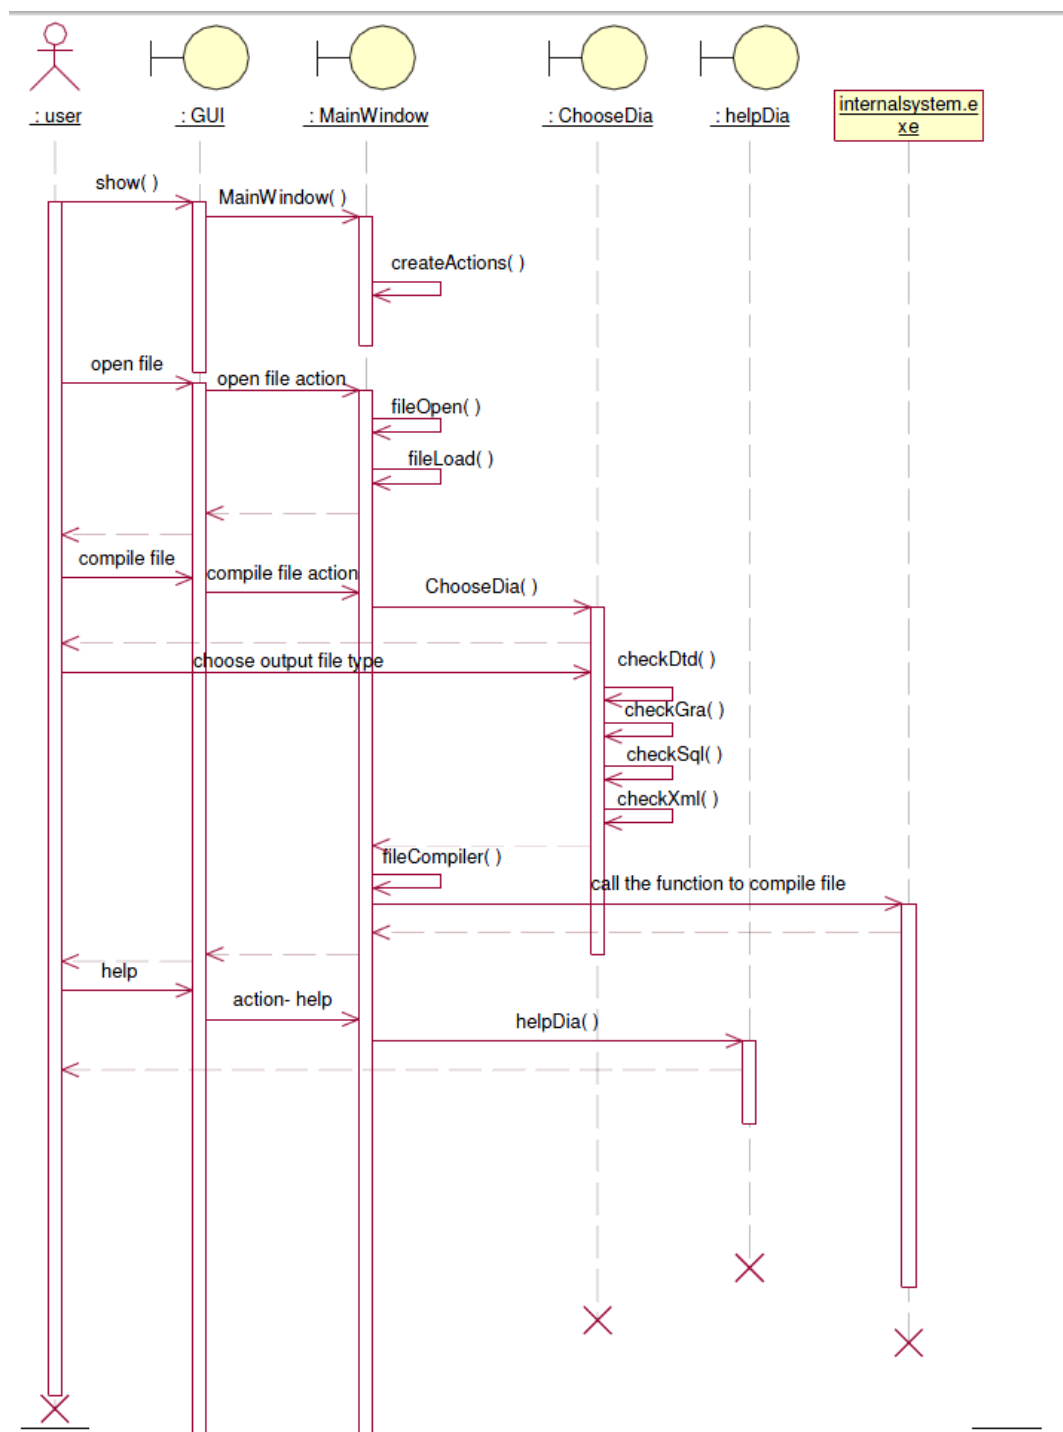 : user
: GUI
: MainWindow
: ChooseDia
: helpDia
internalsystem.e
xe
show( )
MainWindow( )
createActions( )
open file
open file action
fileOpen( )
fileLoad( )
compile file
compile file action
ChooseDia( )
choose output file type
checkDtd( )
checkGra( )
checkSql( )
checkXml( )
fileCompiler( )
call the function to compile file
help
action- help
helpDia( )